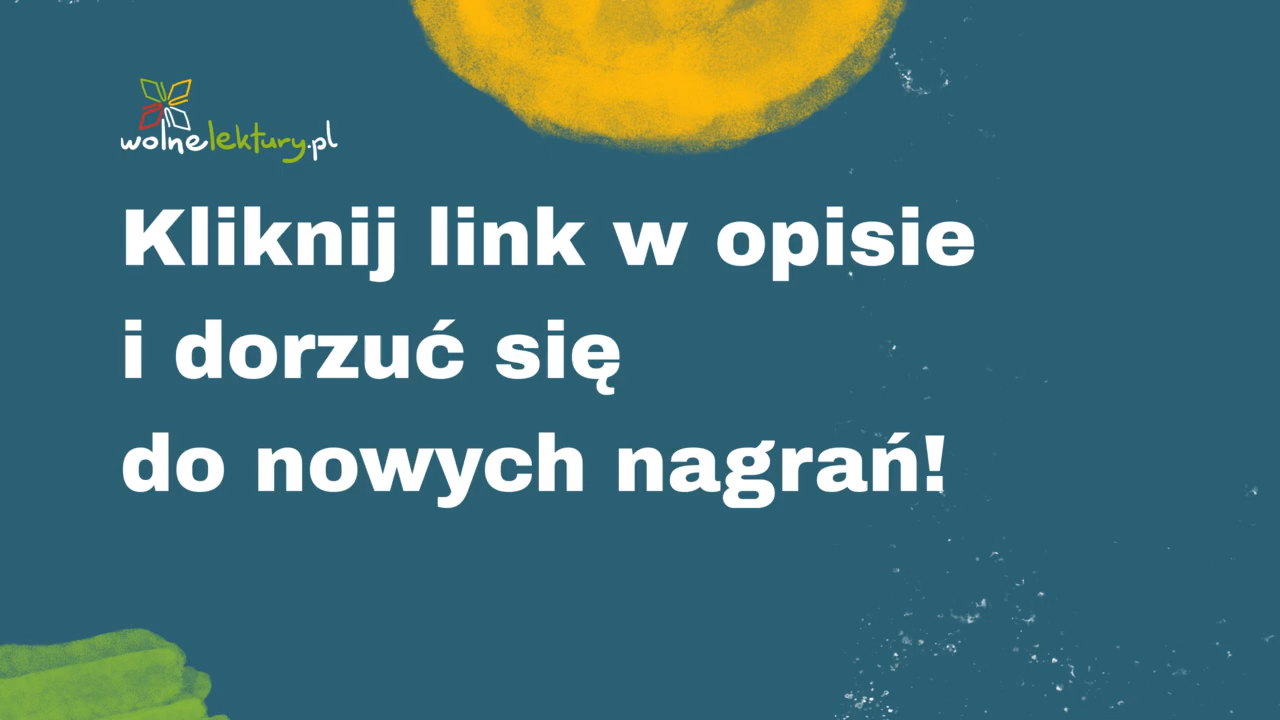 wolnelektury.pl
Kliknij link w opisie
i dorzuć się
do nowych nagrań!